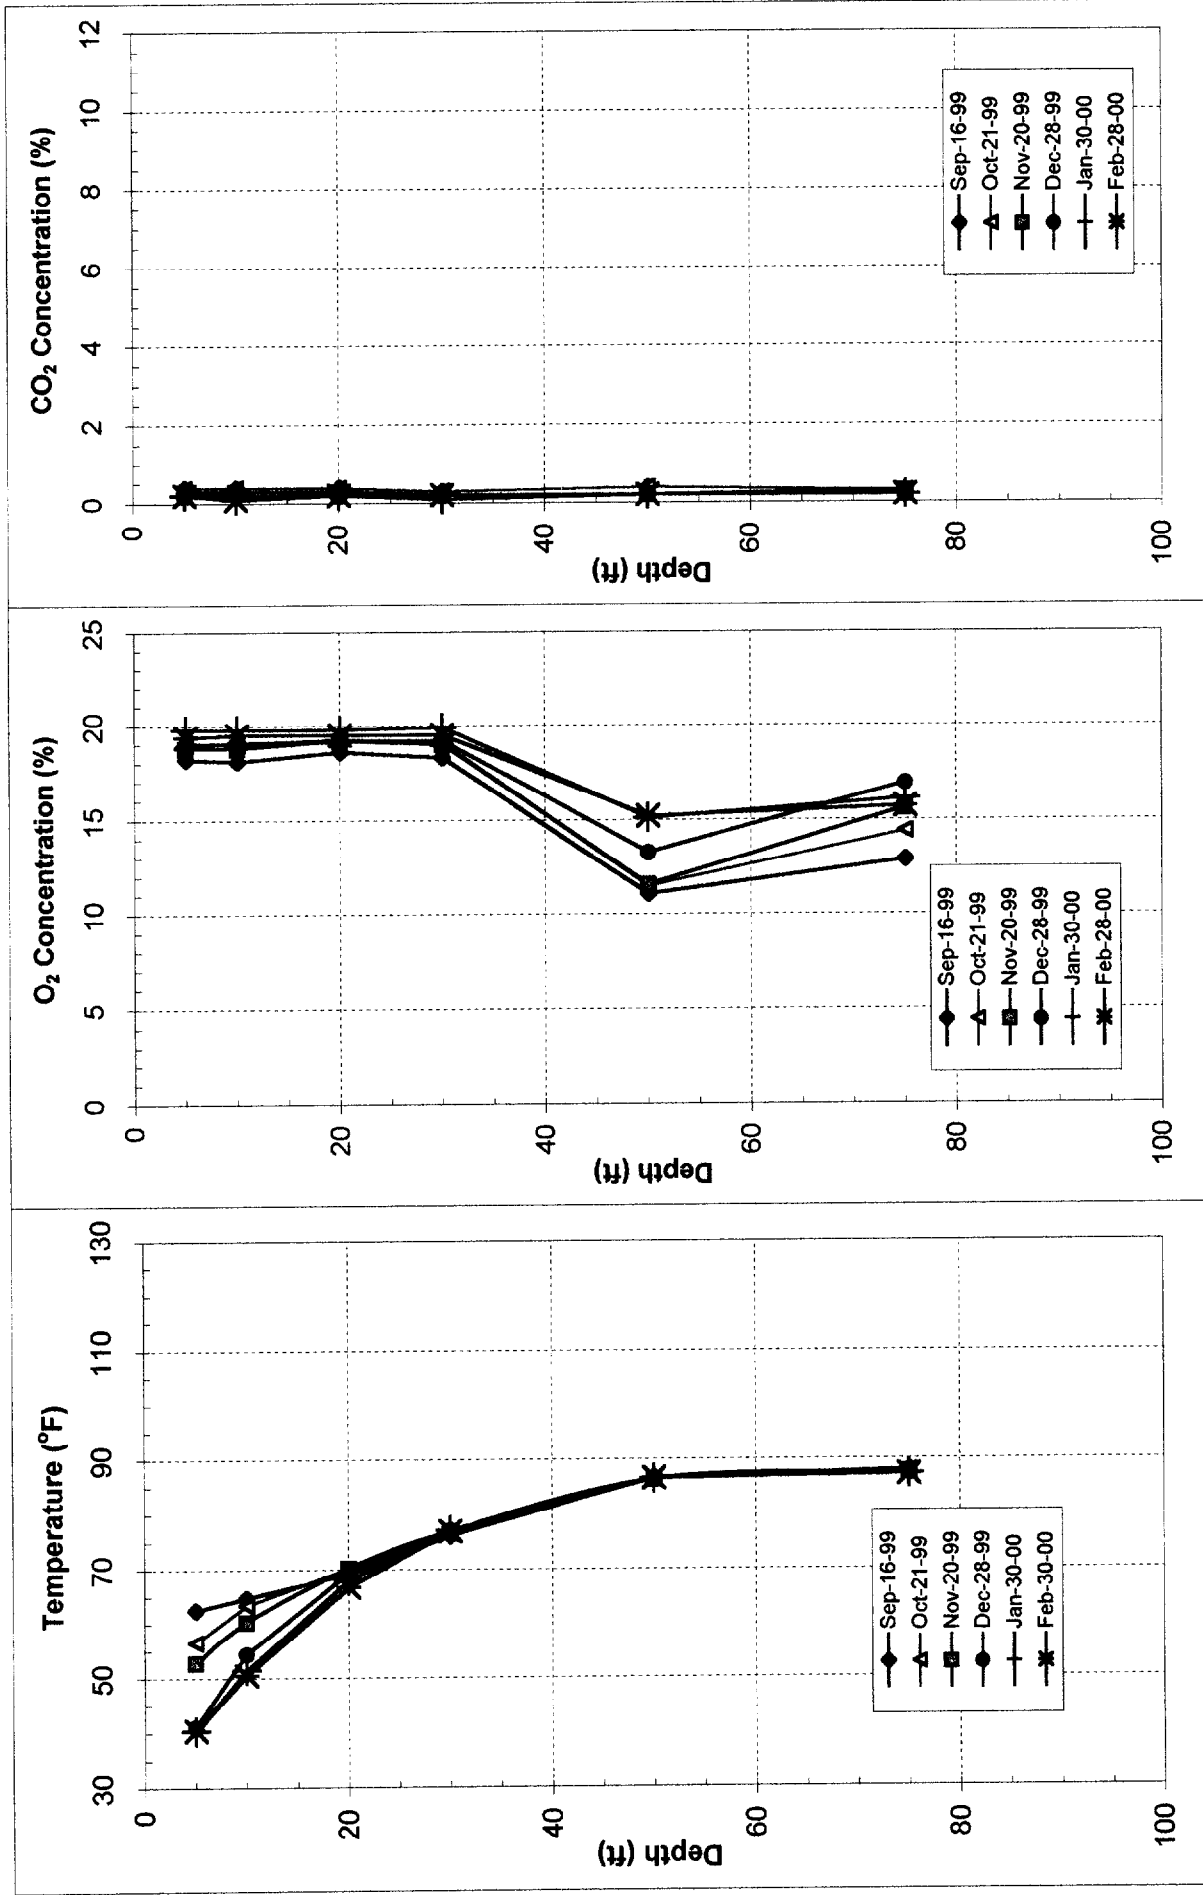 Temperature (°F)
30 50 70 90 110 130
0
20
40
60
80
100
Depth (ft)
Sep-16-99
Oct-21-99
Nov-20-99
Dec-28-99
Jan-30-00
Feb-30-00
O₂ Concentration (%)
0 5 10 15 20 25
0
20
40
60
80
100
Depth (ft)
Sep-16-99
Oct-21-99
Nov-20-99
Dec-28-99
Jan-30-00
Feb-28-00
CO₂ Concentration (%)
0 2 4 6 8 10 12
0
20
40
60
80
100
Depth (ft)
Sep-16-99
Oct-21-99
Nov-20-99
Dec-28-99
Jan-30-00
Feb-28-00